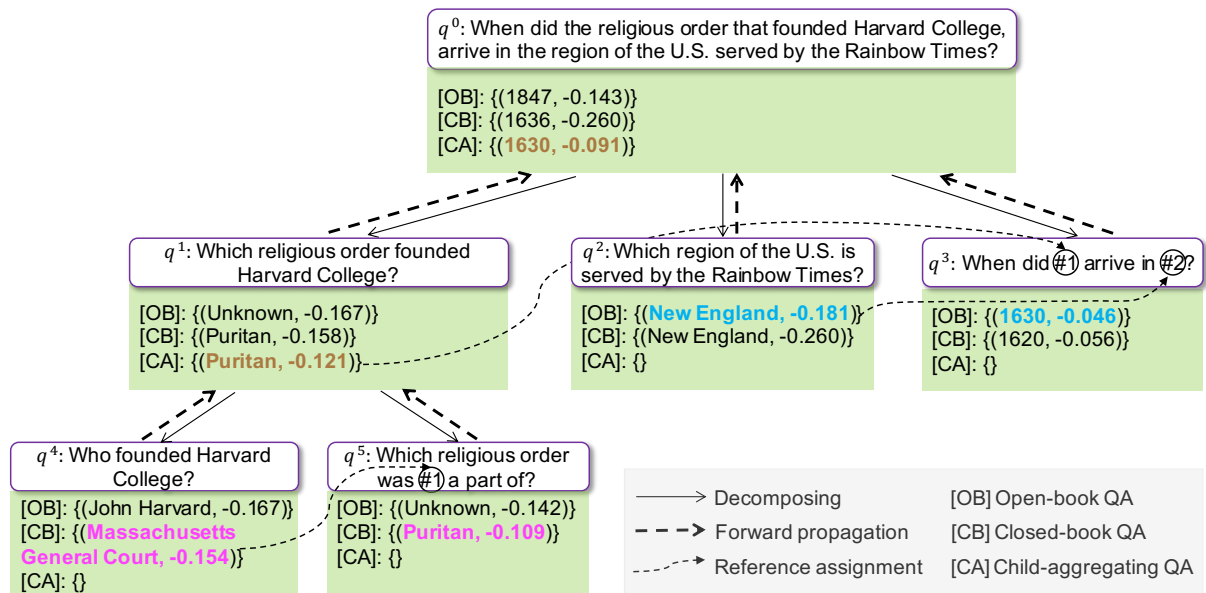 q⁰: When did the religious order that founded Harvard College,
arrive in the region of the U.S. served by the Rainbow Times?
[OB]: {(1847, -0.143)}
[CB]: {(1636, -0.260)}
[CA]: {(1630, -0.091)}
q¹: Which religious order founded
Harvard College?
[OB]: {(Unknown, -0.167)}
[CB]: {(Puritan, -0.158)}
[CA]: {(Puritan, -0.121)}
q²: Which region of the U.S. is
served by the Rainbow Times?
[OB]: {(New England, -0.181)}
[CB]: {(New England, -0.260)}
[CA]: {}
q³: When did #1 arrive in #2?
[OB]: {(1630, -0.046)}
[CB]: {(1620, -0.056)}
[CA]: {}
q⁴: Who founded Harvard
College?
[OB]: {(John Harvard, -0.167)}
[CB]: {(Massachusetts
General Court, -0.154)}
[CA]: {}
q⁵: Which religious order
was #1 a part of?
[OB]: {(Unknown, -0.142)}
[CB]: {(Puritan, -0.109)}
[CA]: {}
Decomposing [OB] Open-book QA
Forward propagation [CB] Closed-book QA
Reference assignment [CA] Child-aggregating QA